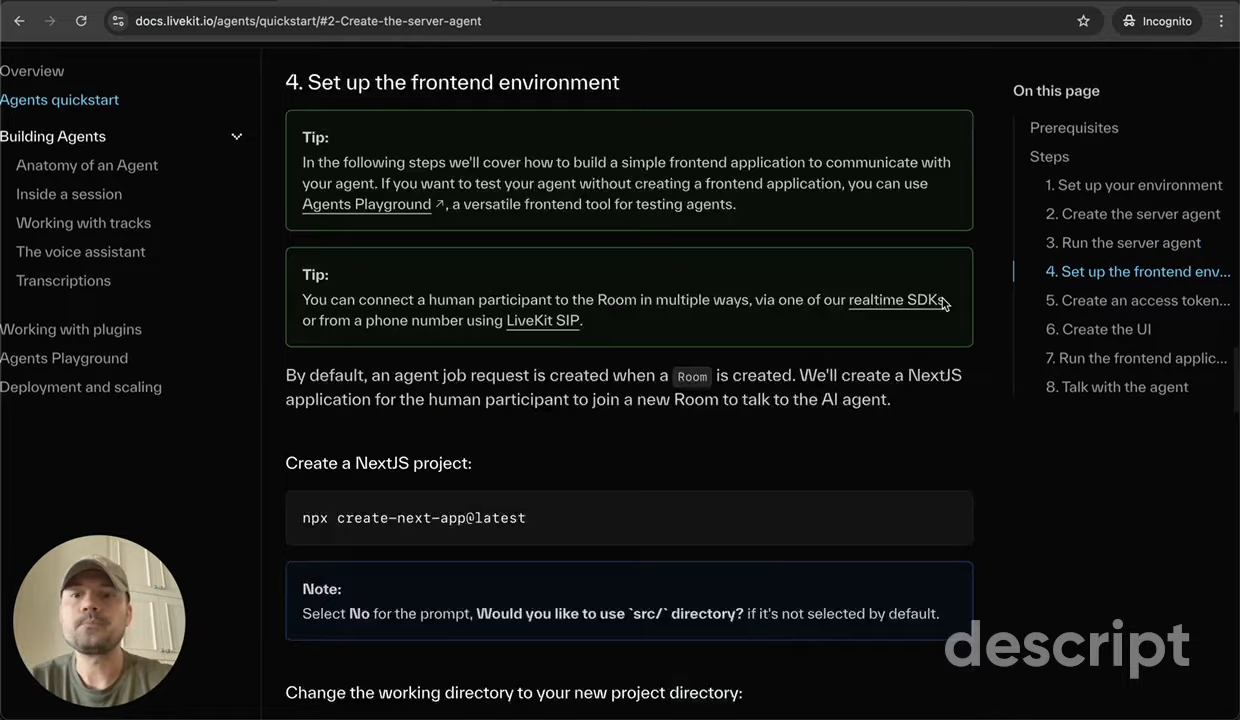 docs.livekit.io/agents/quickstart/#2-Create-the-server-agent
Incognito
Overview
Agents quickstart
Building Agents
Anatomy of an Agent
Inside a session
Working with tracks
The voice assistant
Transcriptions
Working with plugins
Agents Playground
Deployment and scaling
4. Set up the frontend environment
Tip:
In the following steps we'll cover how to build a simple frontend application to communicate with
your agent. If you want to test your agent without creating a frontend application, you can use
Agents Playground ↗, a versatile frontend tool for testing agents.
Tip:
You can connect a human participant to the Room in multiple ways, via one of our realtime SDKs,
or from a phone number using LiveKit SIP.
By default, an agent job request is created when a Room is created. We'll create a NextJS
application for the human participant to join a new Room to talk to the AI agent.
Create a NextJS project:
npx create-next-app@latest
Note:
Select No for the prompt, Would you like to use `src/` directory? if it's not selected by default.
Change the working directory to your new project directory:
On this page
Prerequisites
Steps
1. Set up your environment
2. Create the server agent
3. Run the server agent
4. Set up the frontend env...
5. Create an access token...
6. Create the UI
7. Run the frontend applic...
8. Talk with the agent
descript